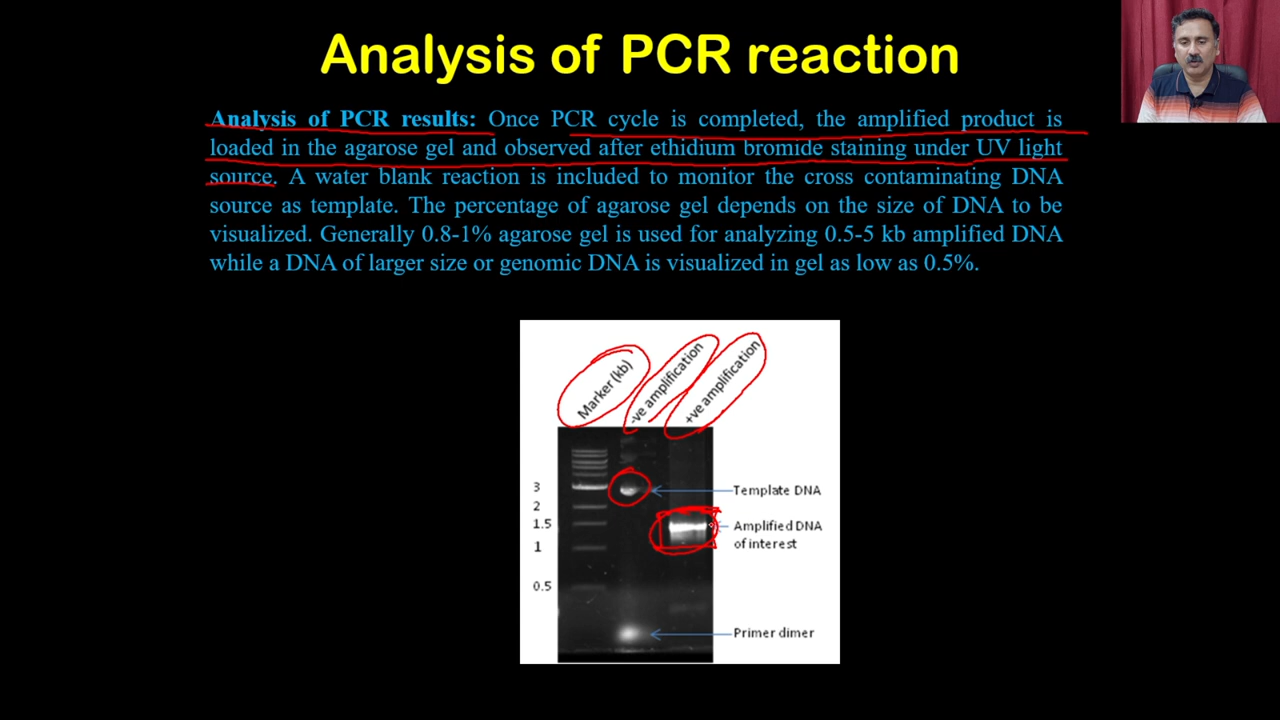 Analysis of PCR reaction
Analysis of PCR results: Once PCR cycle is completed, the amplified product is
loaded in the agarose gel and observed after ethidium bromide staining under UV light
source. A water blank reaction is included to monitor the cross contaminating DNA
source as template. The percentage of agarose gel depends on the size of DNA to be
visualized. Generally 0.8-1% agarose gel is used for analyzing 0.5-5 kb amplified DNA
while a DNA of larger size or genomic DNA is visualized in gel as low as 0.5%.
Marker (kb)
-ve amplification
+ve amplification
3
2
1.5
1
0.5
Template DNA
Amplified DNA
of interest
Primer dimer